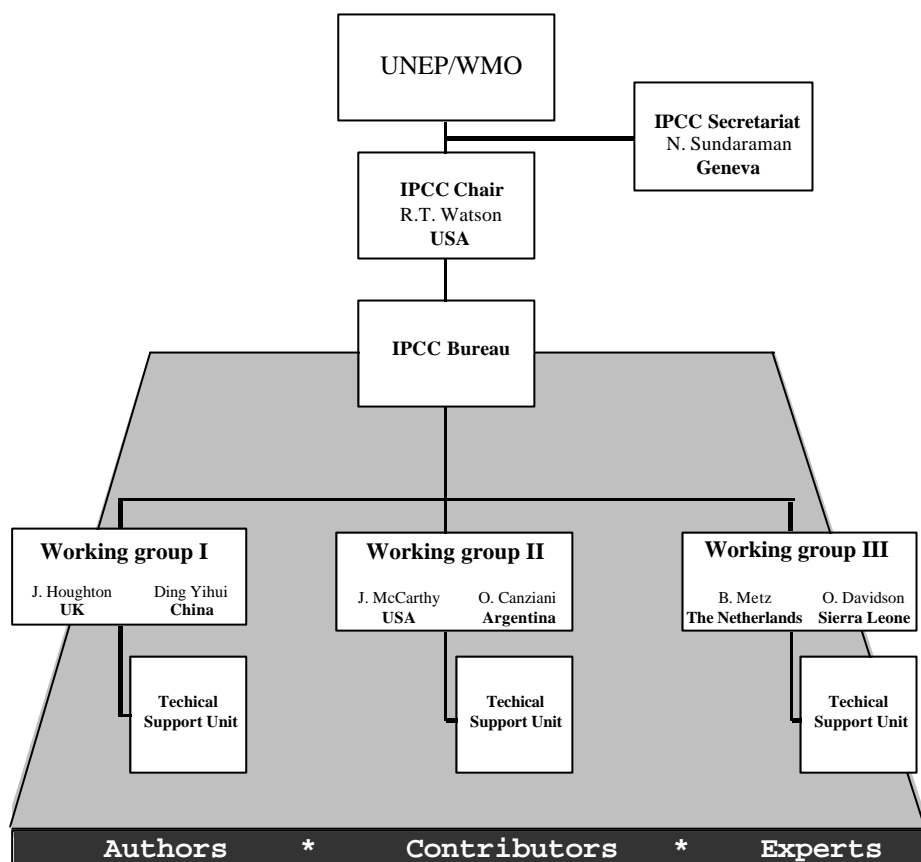 UNEP/WMO
IPCC Secretariat
N. Sundaraman
Geneva
IPCC Chair
R.T. Watson
USA
IPCC Bureau
Working group I
J. Houghton
UK
Ding Yihui
China
Working group II
J. McCarthy
USA
O. Canziani
Argentina
Working group III
B. Metz
The Netherlands
O. Davidson
Sierra Leone
Techical
Support Unit
Techical
Support Unit
Techical
Support Unit
Authors * Contributors * Experts